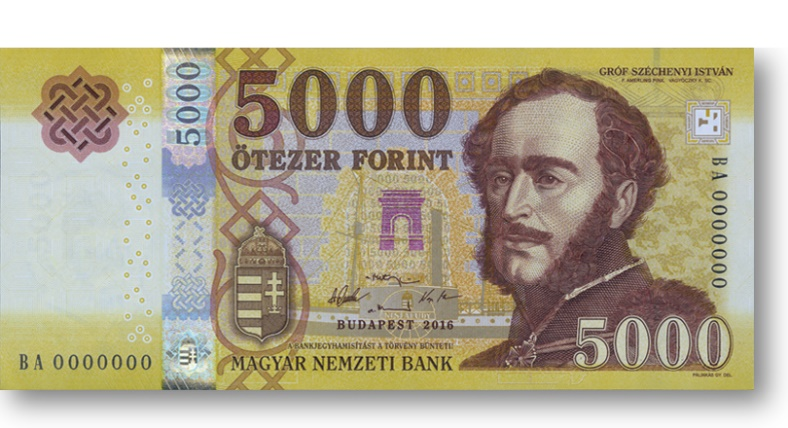 5000
5000
ÖTEZER FORINT
GRÓF SZÉCHENYI ISTVÁN
BA 0000000
BUDAPEST 2016
A BANKJEGYHAMISÍTÁST A TÖRVÉNY BÜNTETI!
MAGYAR NEMZETI BANK
5000
BA 0000000